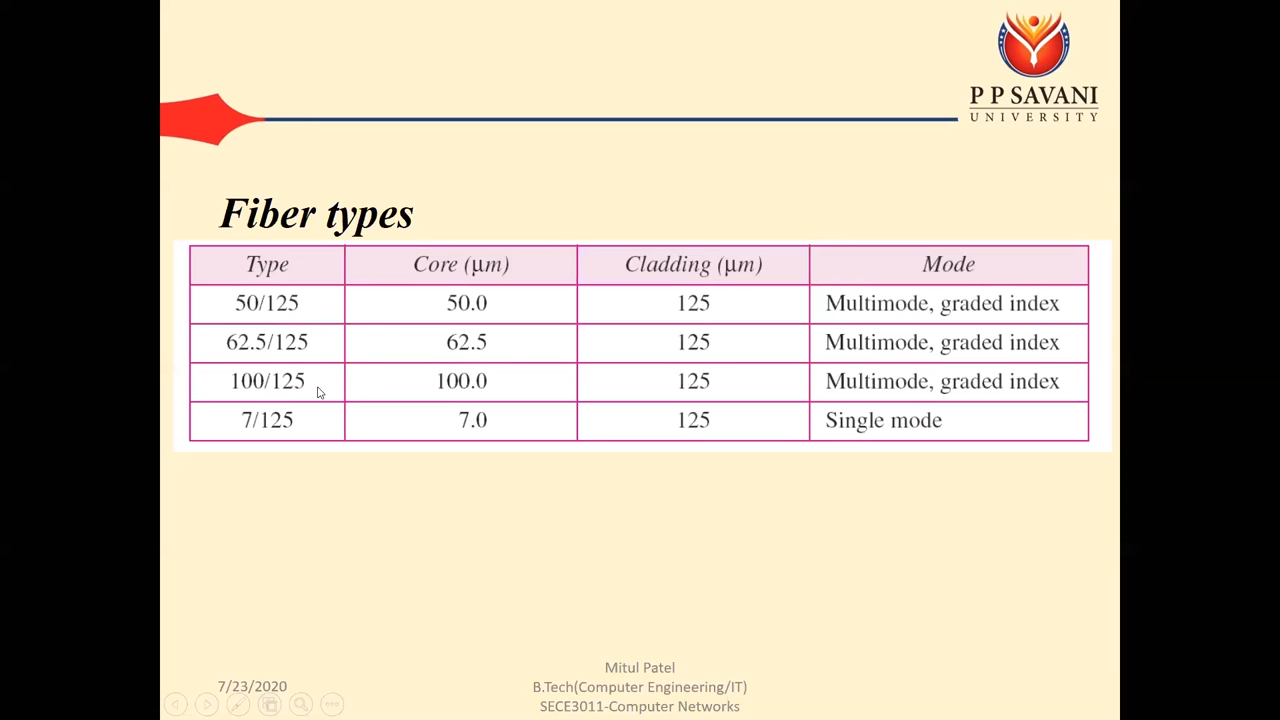 P P SAVANI
UNIVERSITY
Fiber types
Type Core (μm) Cladding (μm) Mode
50/125 50.0 125 Multimode, graded index
62.5/125 62.5 125 Multimode, graded index
100/125 100.0 125 Multimode, graded index
7/125 7.0 125 Single mode
Mitul Patel
7/23/2020 B.Tech(Computer Engineering/IT)
SECE3011-Computer Networks